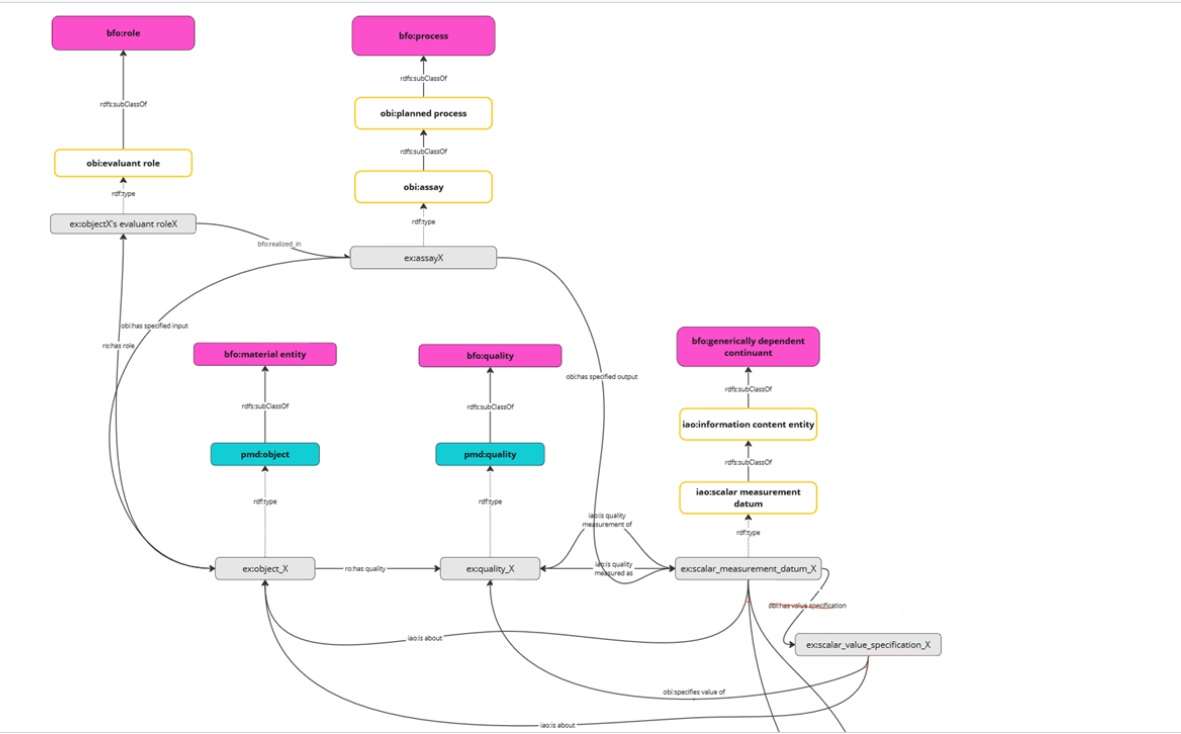 bfo:role
bfo:process
rdfs:subClassOf
rdfs:subClassOf
obi:planned process
rdfs:subClassOf
obi:evaluant role
obi:assay
rdf:type
rdf:type
ex:objectX's evaluant roleX
bfo:realized_in
ex:assayX
obi:has specified input
ro:has role
bfo:material entity
bfo:quality
bfo:generically dependent
continuant
obi:has specified output
rdfs:subClassOf
rdfs:subClassOf
rdfs:subClassOf
iao:information content entity
pmd:object
pmd:quality
rdfs:subClassOf
iao:scalar measurement
datum
rdf:type
rdf:type
iao:is quality
measurement of
rdf:type
ex:object_X
ro:has quality
ex:quality_X
iao:is quality
measured as
ex:scalar_measurement_datum_X
obi:has value specification
iao:is about
ex:scalar_value_specification_X
obi:specifies value of
iao:is about